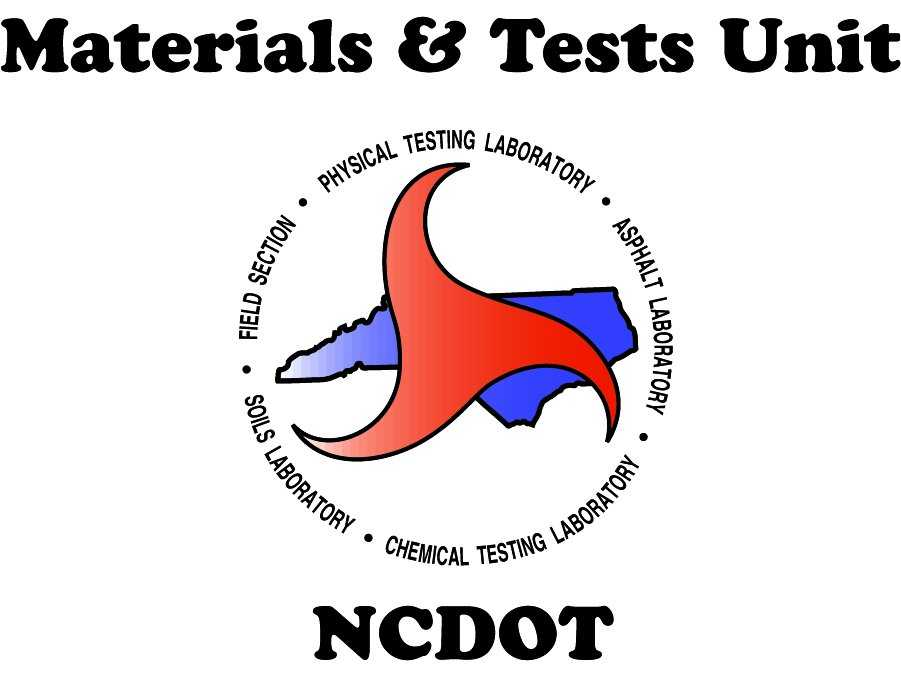 Materials & Tests Unit
PHYSICAL TESTING LABORATORY •
ASPHALT LABORATORY •
CHEMICAL TESTING LABORATORY •
SOILS LABORATORY •
FIELD SECTION •
NCDOT